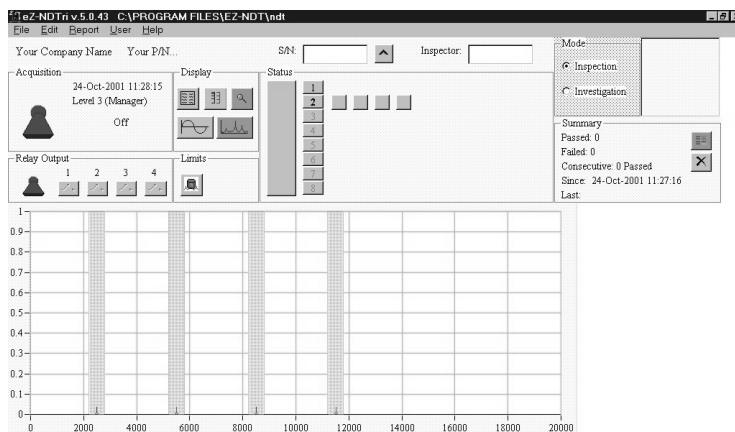 eZ-NDTri v.5.0.43 C:\PROGRAM FILES\EZ-NDT\ndt
File Edit Report User Help
Your Company Name Your P/N...
S/N:
Inspector:
Mode
Inspection
Investigation
Acquisition
24-Oct-2001 11:28:15
Level 3 (Manager)
Off
Display
Status
1
2
3
4
5
6
7
8
Summary
Passed: 0
Failed: 0
Consecutive: 0 Passed
Since: 24-Oct-2001 11:27:16
Last:
Relay Output
1 2 3 4
Limits
1
0.9
0.8
0.7
0.6
0.5
0.4
0.3
0.2
0.1
0
0 2000 4000 6000 8000 10000 12000 14000 16000 18000 20000